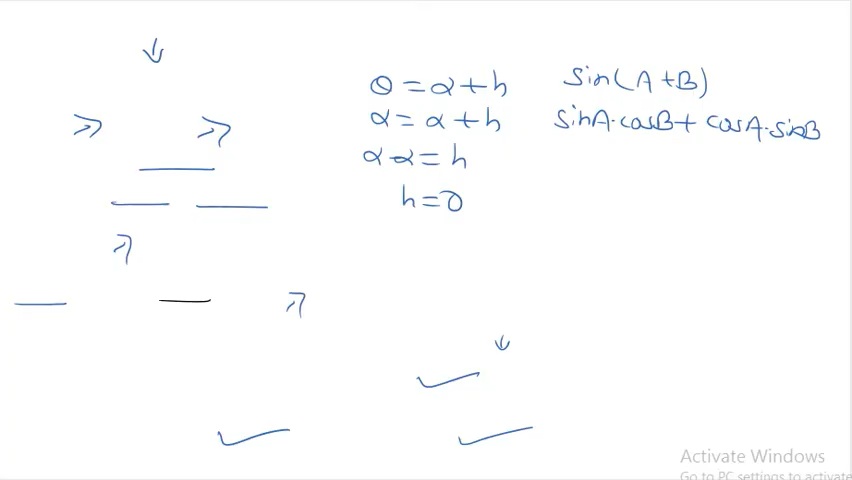 θ = α + h
α = α + h
α - α = h
h = 0
sin(A+B)
sinA·cosB + cosA·sinB
Activate Windows
Go to PC settings to activate